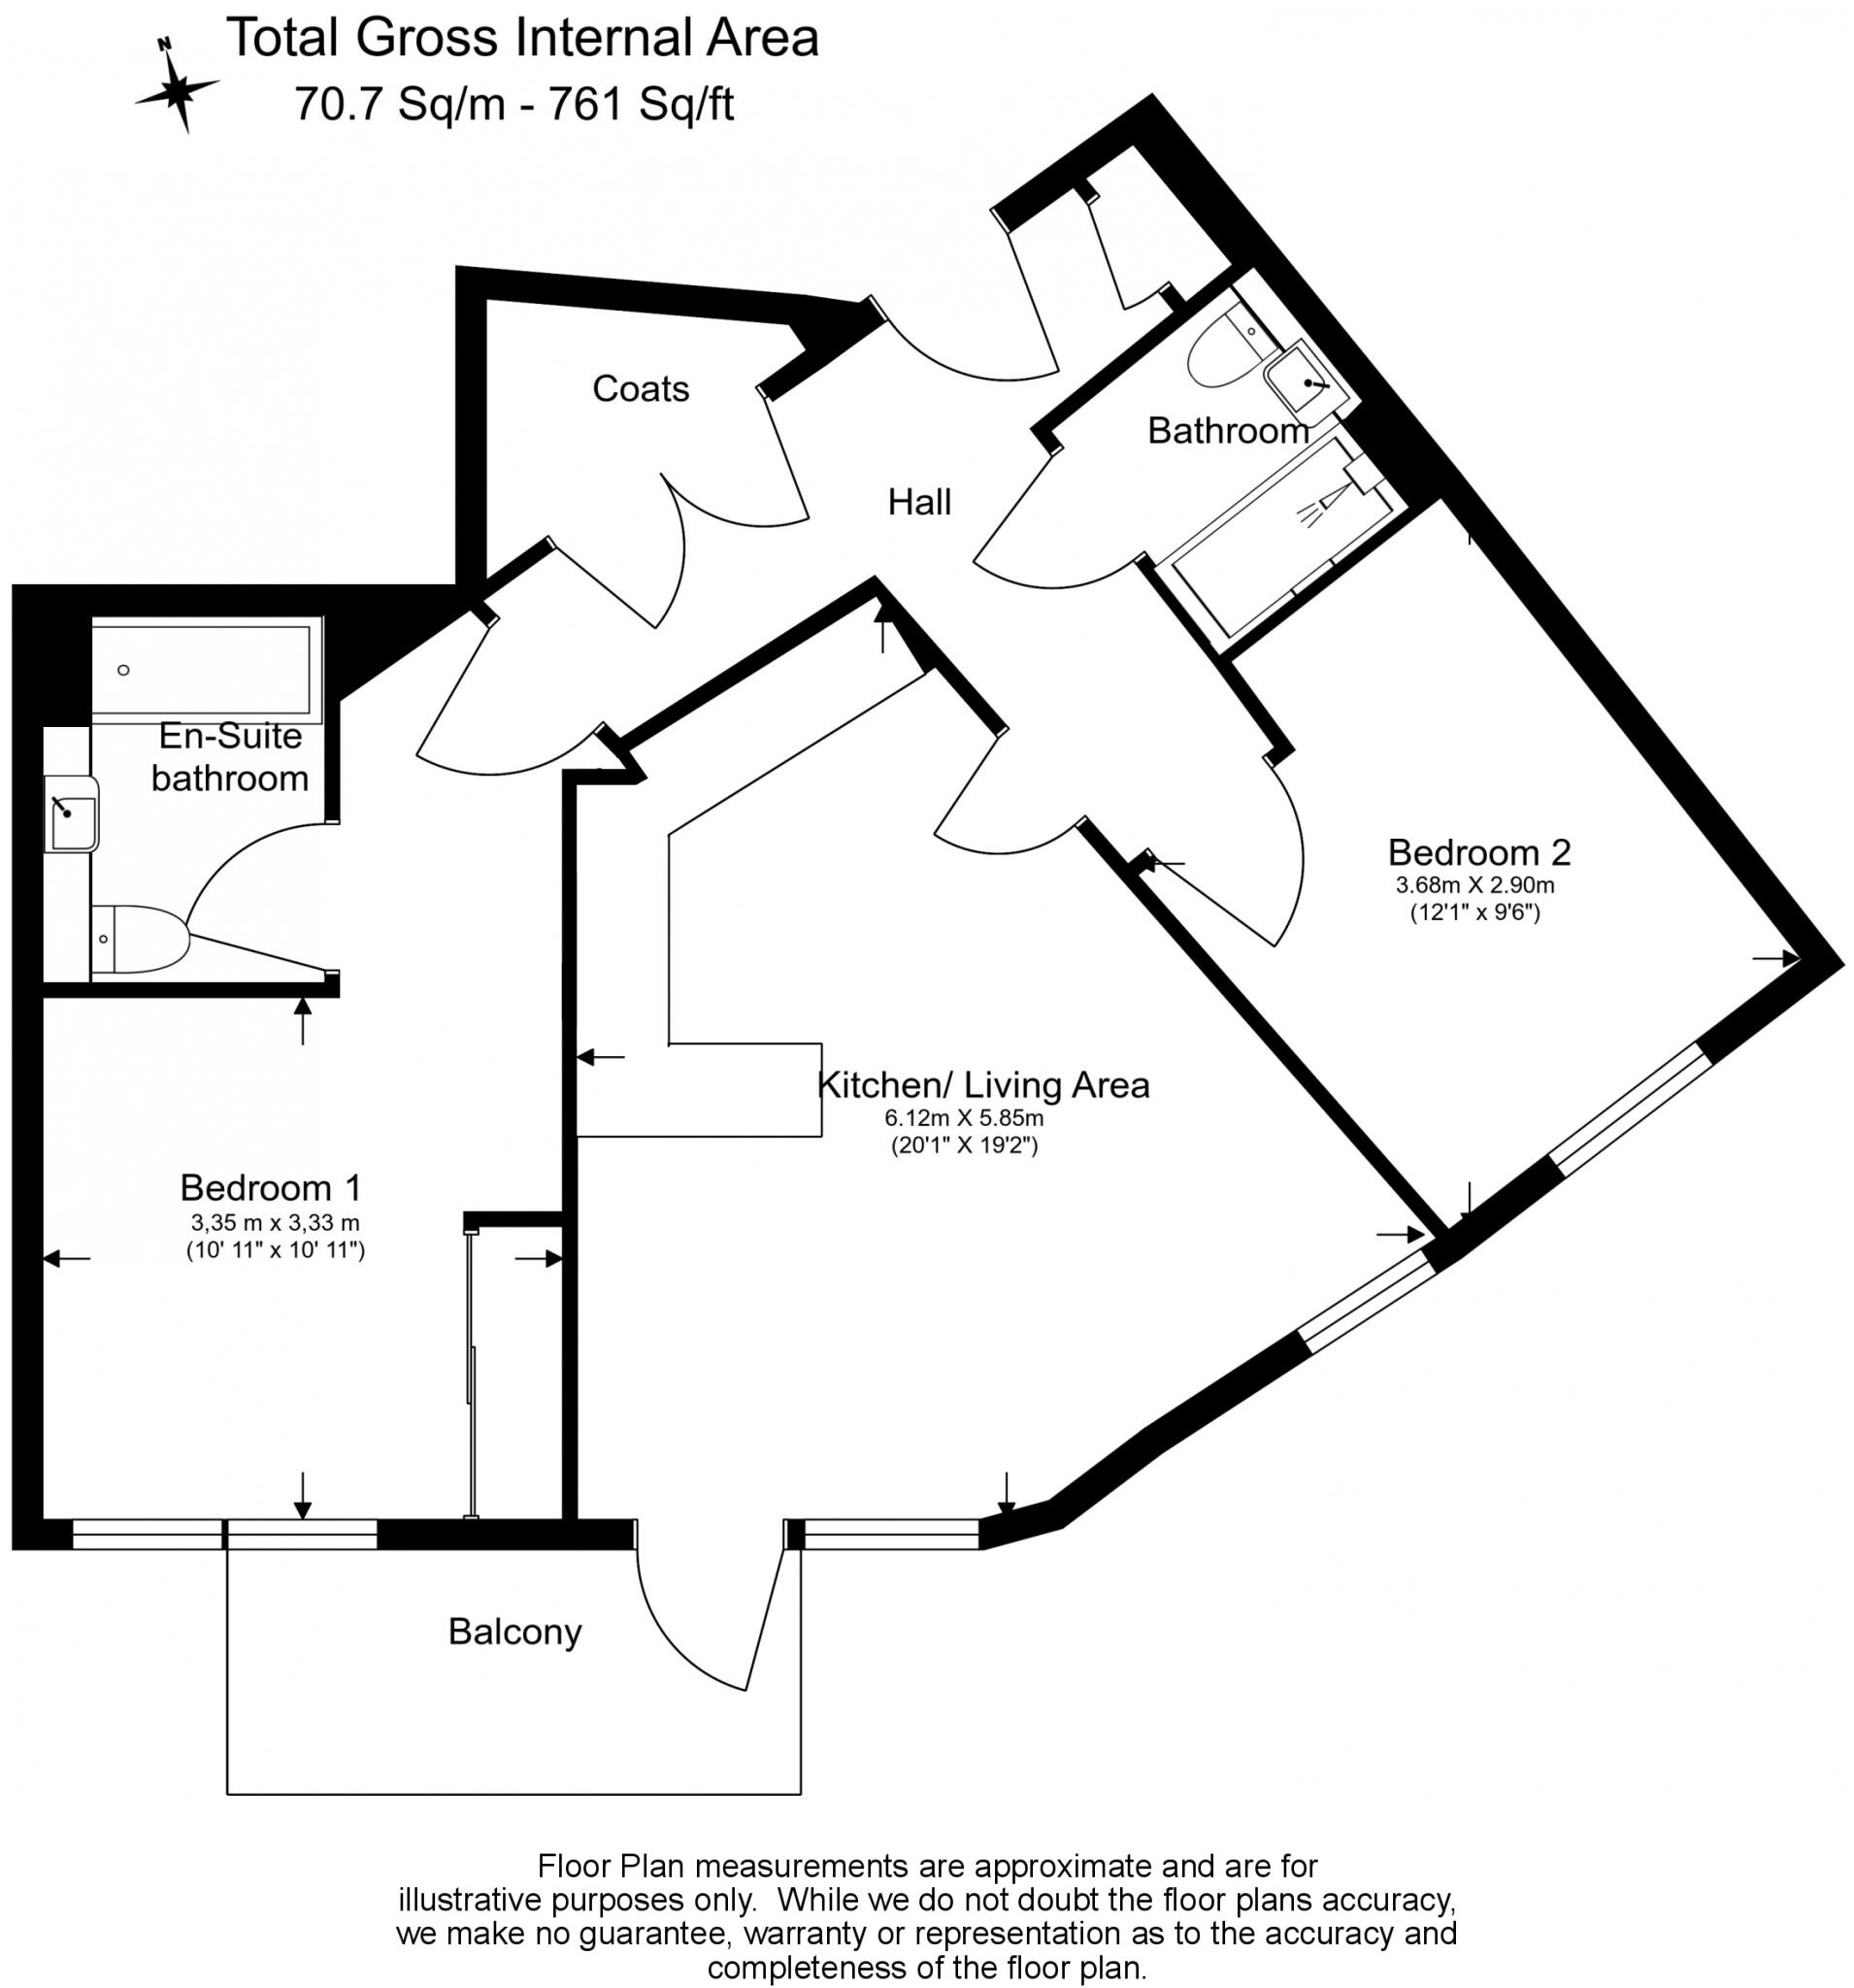 N
Total Gross Internal Area
70.7 Sq/m - 761 Sq/ft
Coats
Bathroom
Hall
En-Suite
bathroom
Bedroom 2
3.68m X 2.90m
(12'1" x 9'6")
Kitchen/ Living Area
6.12m X 5.85m
(20'1" X 19'2")
Bedroom 1
3,35 m x 3,33 m
(10' 11" x 10' 11")
Balcony
Floor Plan measurements are approximate and are for
illustrative purposes only.  While we do not doubt the floor plans accuracy,
we make no guarantee, warranty or representation as to the accuracy and
completeness of the floor plan.